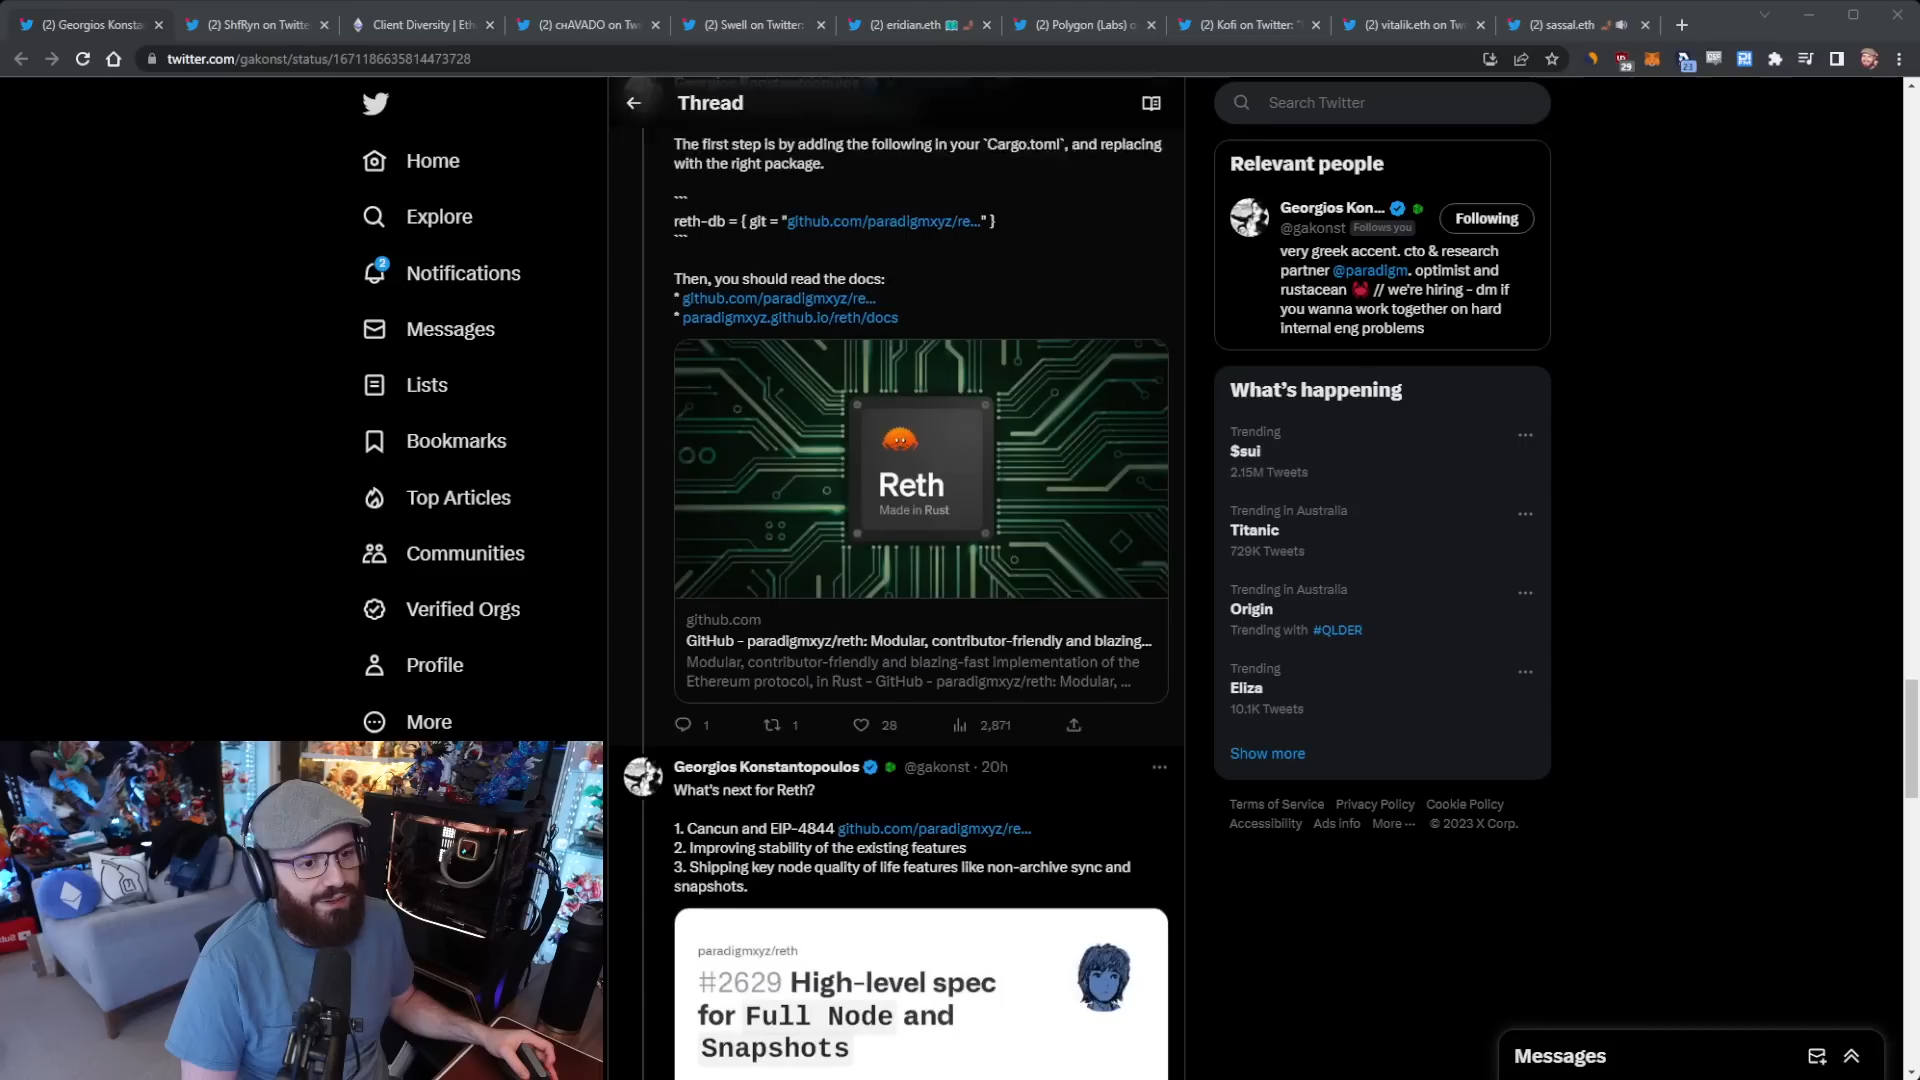 (2) Georgios Konsta
(2) ShfRyn on Twitte
Client Diversity | Eth
(2) cʜAVADO on Tw
(2) Swell on Twitter:
(2) eridian.eth
(2) Polygon (Labs) o
(2) Kofi on Twitter: "
(2) vitalik.eth on Tw
(2) sassal.eth
twitter.com/gakonst/status/1671186635814473728
29
23
Home
Explore
2
Notifications
Messages
Lists
Bookmarks
Top Articles
Communities
Verified Orgs
Profile
More
Thread
The first step is by adding the following in your `Cargo.toml`, and replacing
with the right package.
```
reth-db = { git = "github.com/paradigmxyz/re…" }
```
Then, you should read the docs:
* github.com/paradigmxyz/re…
* paradigmxyz.github.io/reth/docs
Reth
Made in Rust
github.com
GitHub - paradigmxyz/reth: Modular, contributor-friendly and blazing...
Modular, contributor-friendly and blazing-fast implementation of the
Ethereum protocol, in Rust - GitHub - paradigmxyz/reth: Modular, ...
1
1
28
2,871
Georgios Konstantopoulos @gakonst · 20h
What's next for Reth?
1. Cancun and EIP-4844 github.com/paradigmxyz/re…
2. Improving stability of the existing features
3. Shipping key node quality of life features like non-archive sync and
snapshots.
paradigmxyz/reth
#2629 High-level spec
for Full Node and
Snapshots
Search Twitter
Relevant people
Georgios Kon...
@gakonst Follows you
Following
very greek accent. cto & research
partner @paradigm. optimist and
rustacean 🦀 // we're hiring - dm if
you wanna work together on hard
internal eng problems
What's happening
Trending
$sui
2.15M Tweets
Trending in Australia
Titanic
729K Tweets
Trending in Australia
Origin
Trending with #QLDER
Trending
Eliza
10.1K Tweets
Show more
Terms of Service Privacy Policy Cookie Policy
Accessibility Ads info More ··· © 2023 X Corp.
Messages